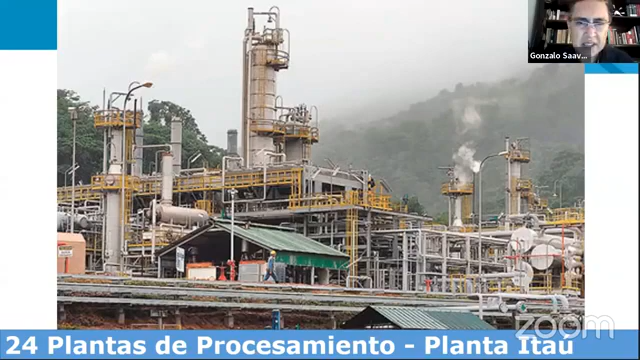 Gonzalo Saav...
zoom
24 Plantas de Procesamiento - Planta Itaú